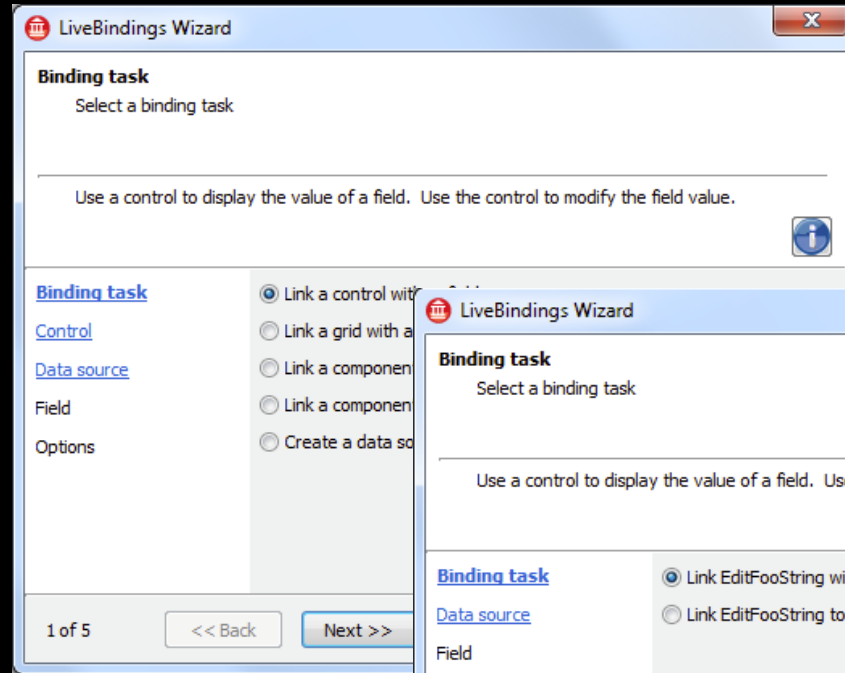 LiveBindings Wizard
Binding task
Select a binding task
Use a control to display the value of a field. Use the control to modify the field value.
Binding task
Control
Data source
Field
Options
Link a control with
Link a grid with a
Link a componen
Link a componen
Create a data so
1 of 5
<< Back
Next >>
LiveBindings Wizard
Binding task
Select a binding task
Use a control to display the value of a field. Us
Binding task
Data source
Field
Link EditFooString wi
Link EditFooString to